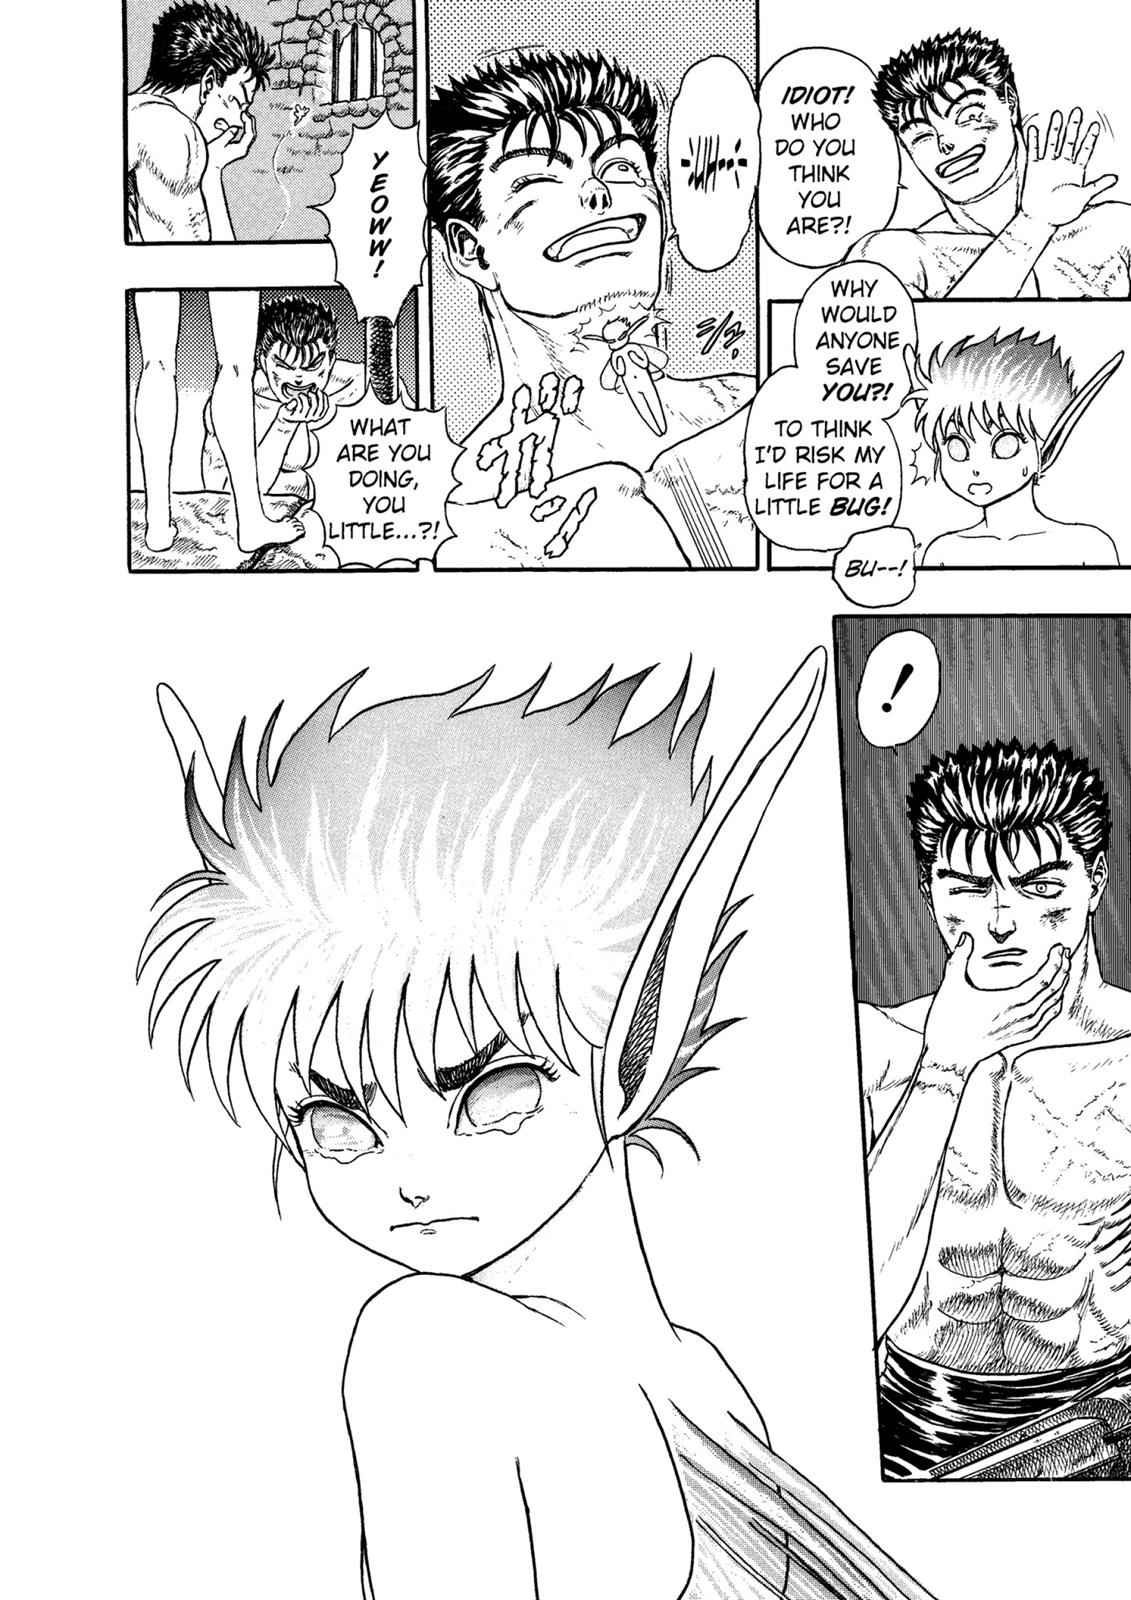 IDIOT!
WHO
DO YOU
THINK
YOU
ARE?!
WHY
WOULD
ANYONE
SAVE
YOU?!
TO THINK
I'D RISK MY
LIFE FOR A
LITTLE BUG!
BU--!
YEOWW!
WHAT
ARE YOU
DOING,
YOU
LITTLE...?!
!